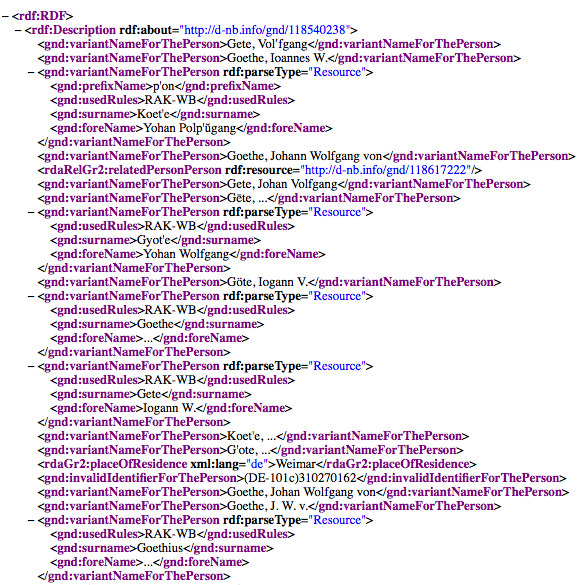 – <rdf:RDF>
– <rdf:Description rdf:about="http://d-nb.info/gnd/118540238">
<gnd:variantNameForThePerson>Gete, Vol'fgang</gnd:variantNameForThePerson>
<gnd:variantNameForThePerson>Goethe, Ioannes W.</gnd:variantNameForThePerson>
– <gnd:variantNameForThePerson rdf:parseType="Resource">
<gnd:prefixName>p'on</gnd:prefixName>
<gnd:usedRules>RAK-WB</gnd:usedRules>
<gnd:surname>Koet'e</gnd:surname>
<gnd:foreName>Yohan Polp'ŭgang</gnd:foreName>
</gnd:variantNameForThePerson>
<gnd:variantNameForThePerson>Goethe, Johann Wolfgang von</gnd:variantNameForThePerson>
<rdaRelGr2:relatedPersonPerson rdf:resource="http://d-nb.info/gnd/118617222"/>
<gnd:variantNameForThePerson>Gete, Johan Volfgang</gnd:variantNameForThePerson>
<gnd:variantNameForThePerson>Gēte, ...</gnd:variantNameForThePerson>
– <gnd:variantNameForThePerson rdf:parseType="Resource">
<gnd:usedRules>RAK-WB</gnd:usedRules>
<gnd:surname>Gyot'e</gnd:surname>
<gnd:foreName>Yohan Wolfgang</gnd:foreName>
</gnd:variantNameForThePerson>
<gnd:variantNameForThePerson>Göte, Iogann V.</gnd:variantNameForThePerson>
– <gnd:variantNameForThePerson rdf:parseType="Resource">
<gnd:usedRules>RAK-WB</gnd:usedRules>
<gnd:surname>Goethe</gnd:surname>
<gnd:foreName>...</gnd:foreName>
</gnd:variantNameForThePerson>
– <gnd:variantNameForThePerson rdf:parseType="Resource">
<gnd:usedRules>RAK-WB</gnd:usedRules>
<gnd:surname>Gete</gnd:surname>
<gnd:foreName>Iogann W.</gnd:foreName>
</gnd:variantNameForThePerson>
<gnd:variantNameForThePerson>Koet'e, ...</gnd:variantNameForThePerson>
<gnd:variantNameForThePerson>G'ote, ...</gnd:variantNameForThePerson>
<rdaGr2:placeOfResidence xml:lang="de">Weimar</rdaGr2:placeOfResidence>
<gnd:invalidIdentifierForThePerson>(DE-101c)310270162</gnd:invalidIdentifierForThePerson>
<gnd:variantNameForThePerson>Goethe, Johan Wolfgang von</gnd:variantNameForThePerson>
<gnd:variantNameForThePerson>Goethe, J. W. v.</gnd:variantNameForThePerson>
– <gnd:variantNameForThePerson rdf:parseType="Resource">
<gnd:usedRules>RAK-WB</gnd:usedRules>
<gnd:surname>Goethius</gnd:surname>
<gnd:foreName>...</gnd:foreName>
</gnd:variantNameForThePerson>